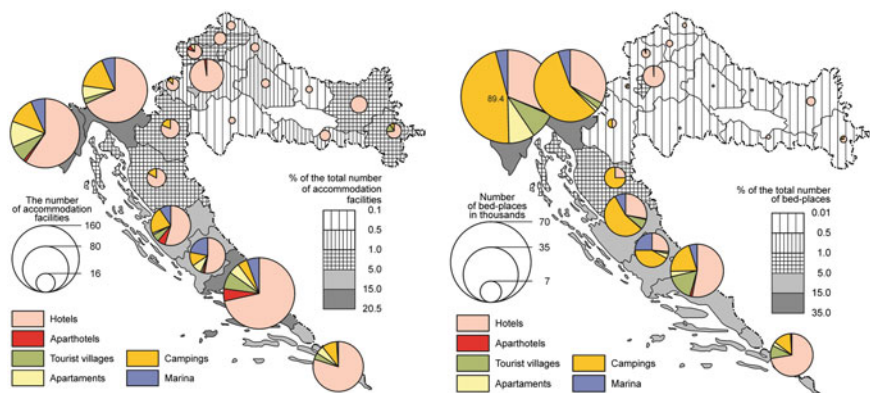 The number
of accommodation
facilities
160
80
16
% of the total number
of accommodation
facilities
0.1
0.5
1.0
5.0
15.0
20.5
Hotels
Aparthotels
Tourist villages
Apartaments
Campings
Marina
89.4
Number
of bed-places
in thousands
70
35
7
% of the total number
of bed-places
0.01
0.5
1.0
5.0
15.0
35.0
Hotels
Aparthotels
Tourist villages
Apartaments
Campings
Marina